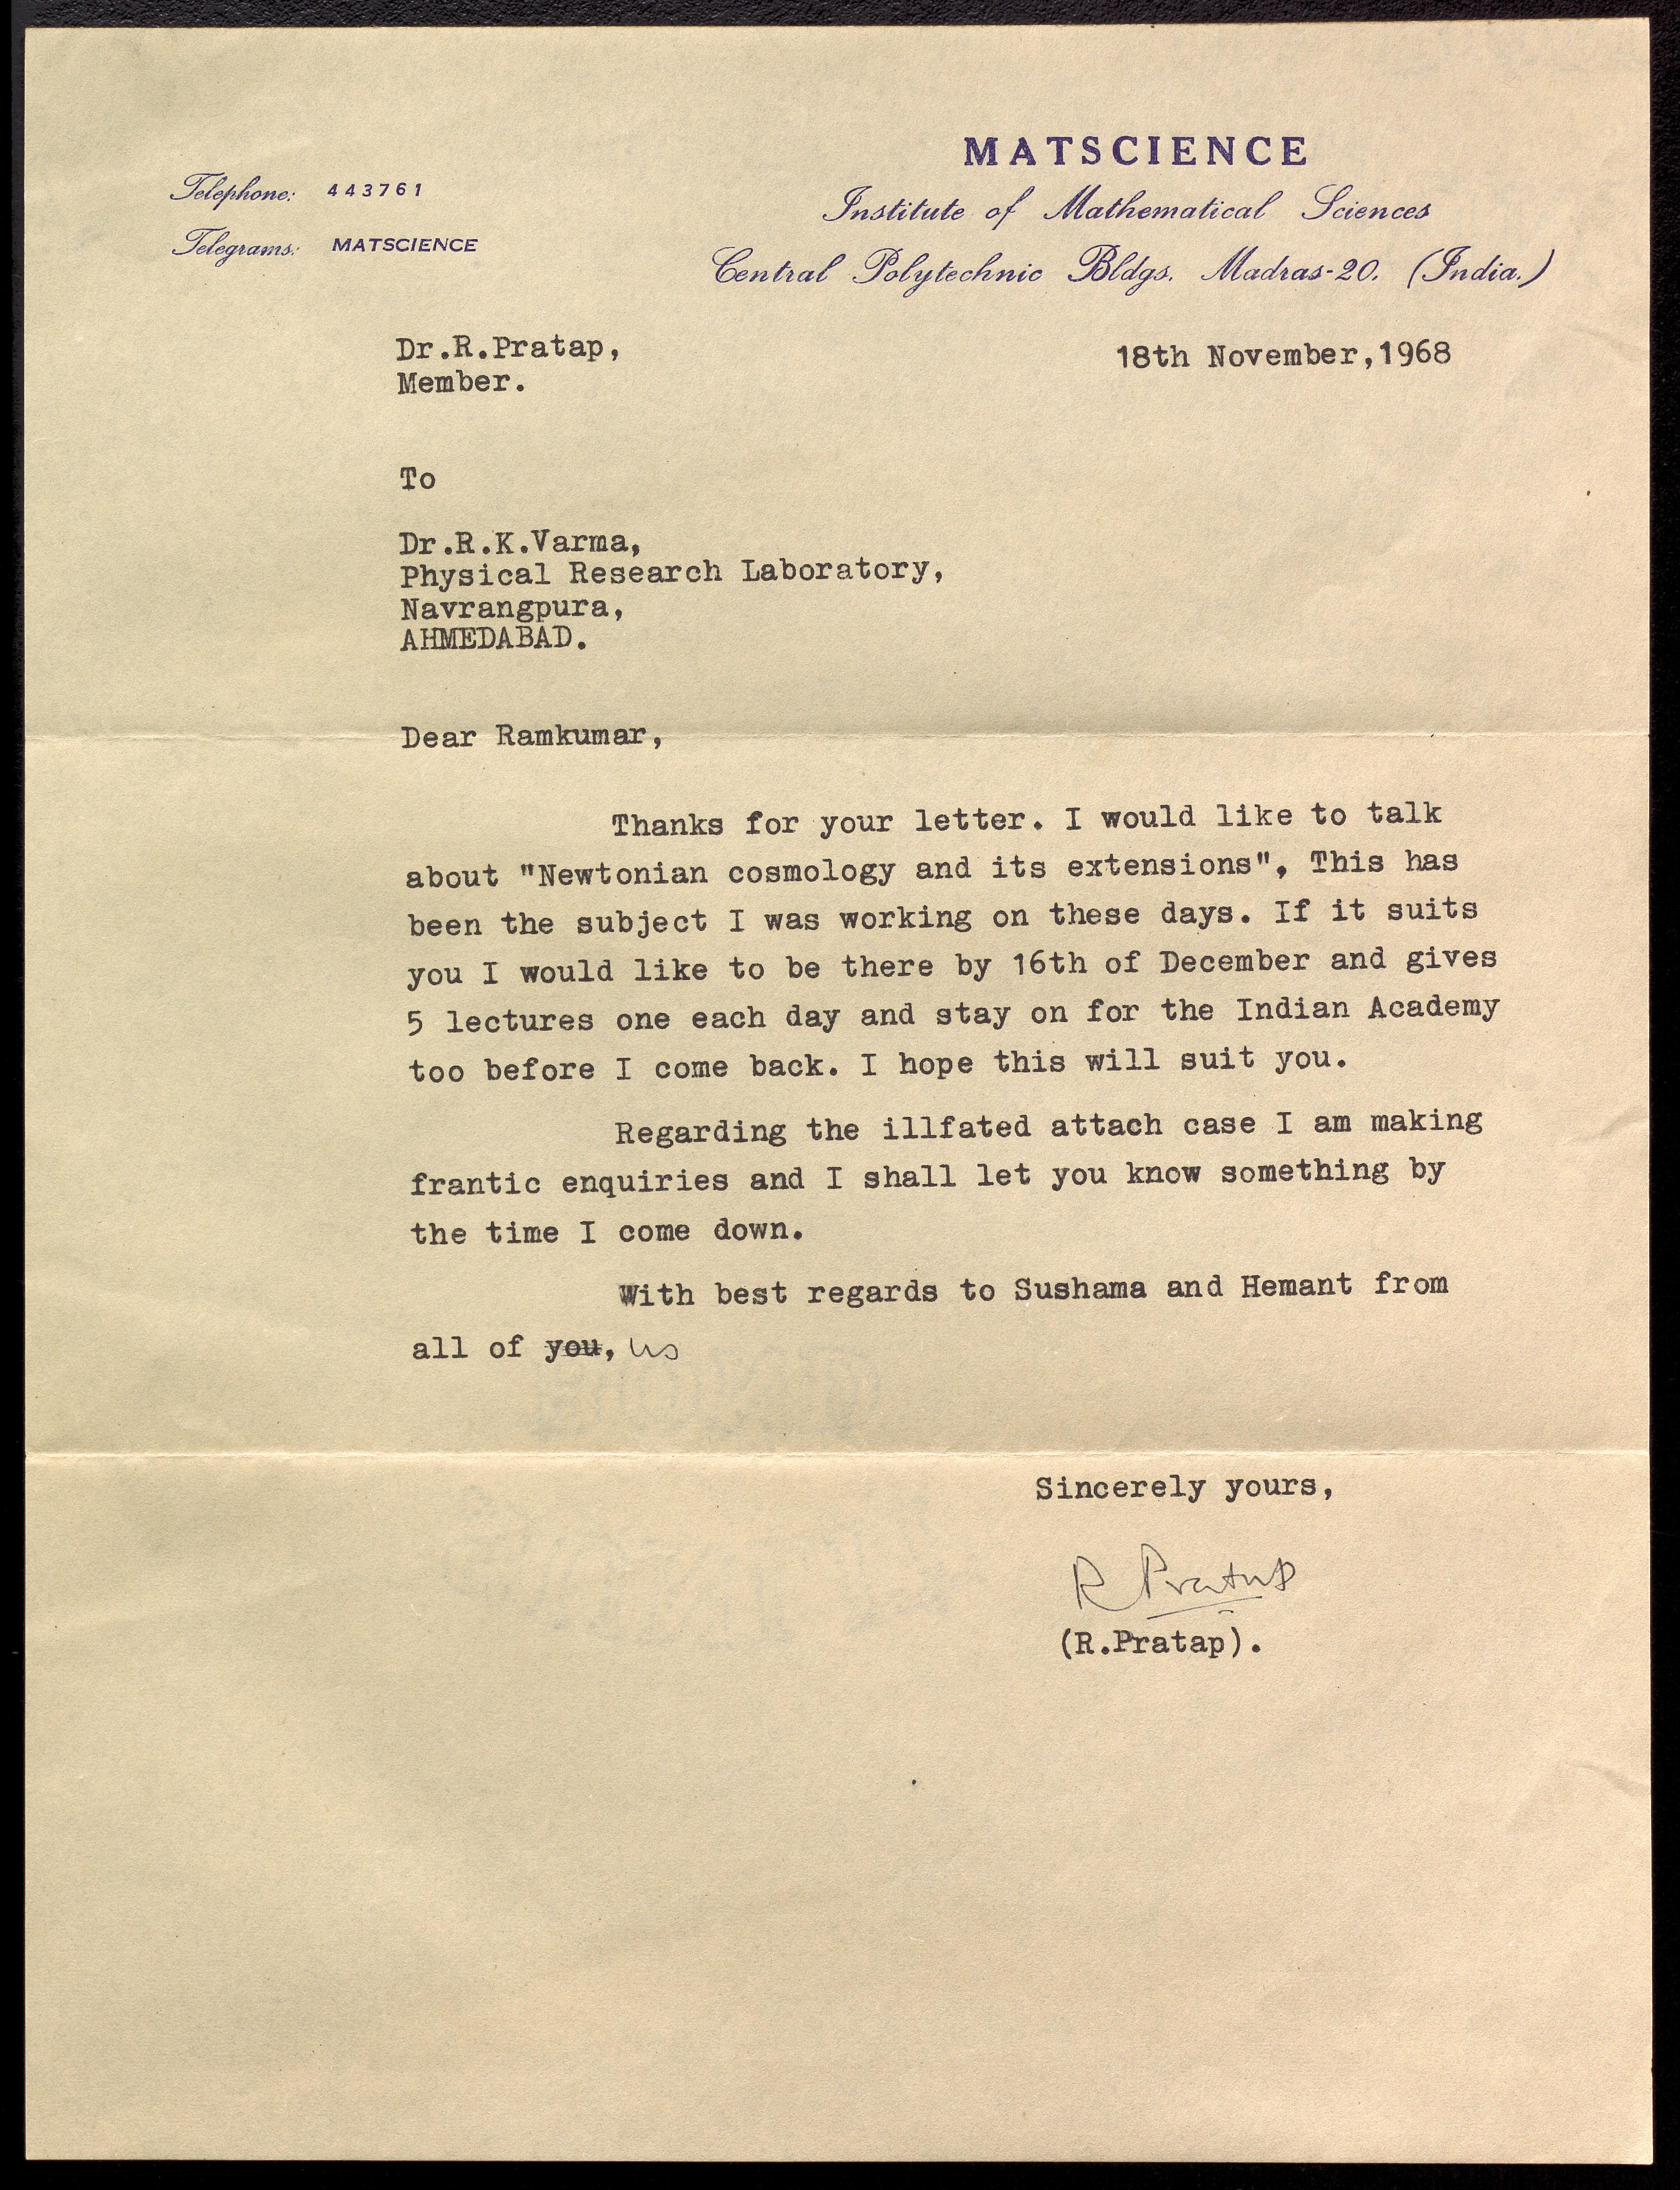 MATSCIENCE
Telephone: 443761
Institute of Mathematical Sciences
Telegrams: MATSCIENCE
Central Polytechnic Bldgs. Madras-20. (India.)
Dr.R.Pratap,
18th November,1968
Member.
To
Dr.R.K.Varma,
Physical Research Laboratory,
Navrangpura,
AHMEDABAD.
Dear Ramkumar,
Thanks for your letter. I would like to talk
about "Newtonian cosmology and its extensions", This has
been the subject I was working on these days. If it suits
you I would like to be there by 16th of December and gives
5 lectures one each day and stay on for the Indian Academy
too before I come back. I hope this will suit you.
Regarding the illfated attach case I am making
frantic enquiries and I shall let you know something by
the time I come down.
With best regards to Sushama and Hemant from
all of you, us
Sincerely yours,
R Pratap
(R.Pratap).